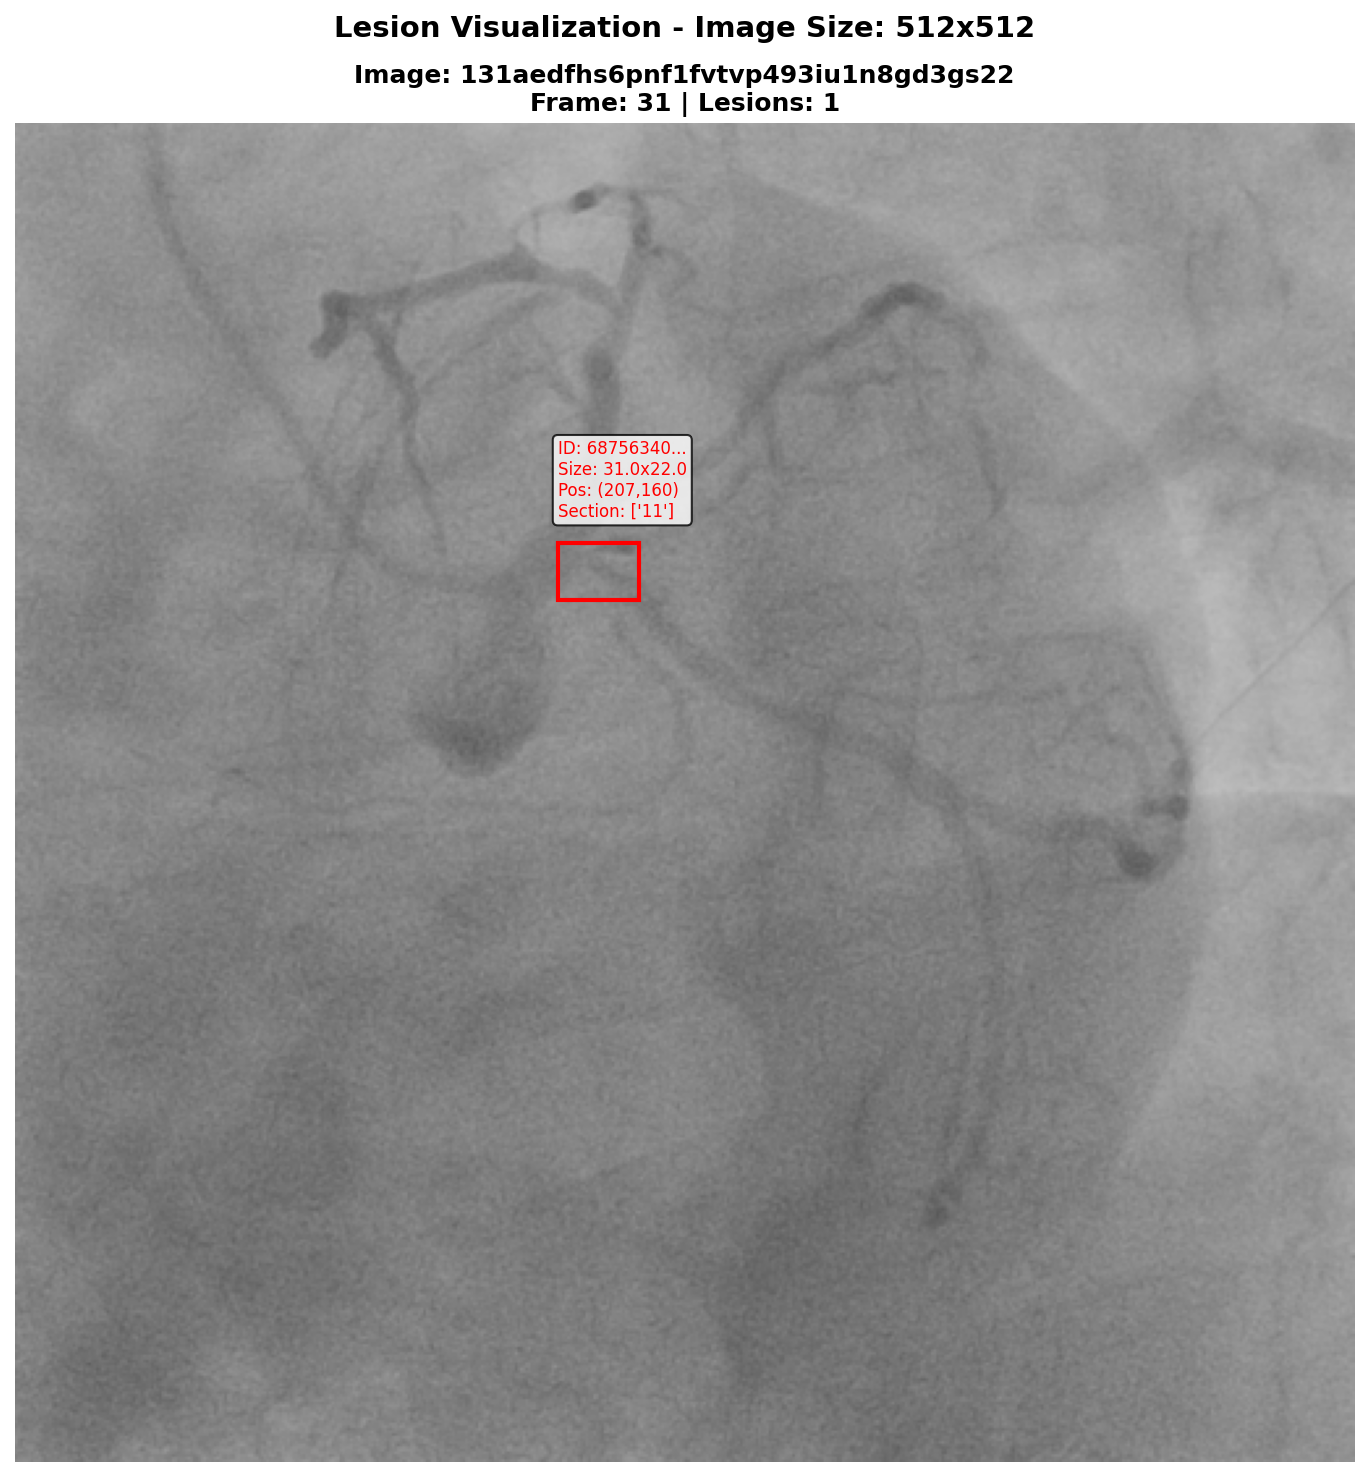 Lesion Visualization - Image Size: 512x512
Image: 131aedfhs6pnf1fvtvp493iu1n8gd3gs22
Frame: 31 | Lesions: 1
ID: 68756340...
Size: 31.0x22.0
Pos: (207,160)
Section: ['11']